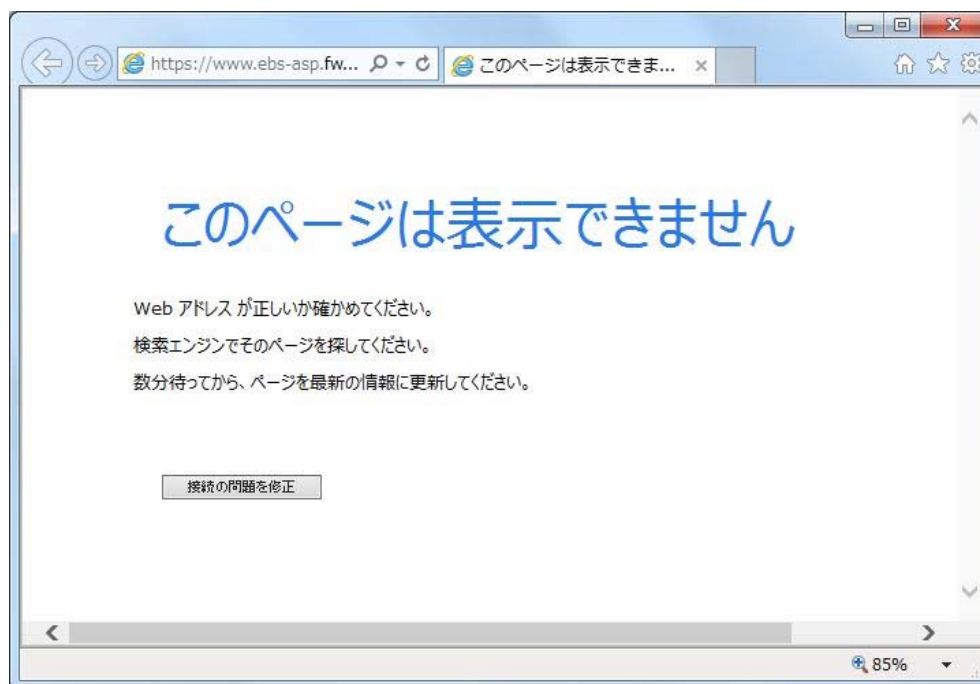 https://www.ebs-asp.fw...
このページは表示できま...
このページは表示できません
Web アドレス が正しいか確かめてください。
検索エンジンでそのページを探してください。
数分待ってから、ページを最新の情報に更新してください。
接続の問題を修正
85%